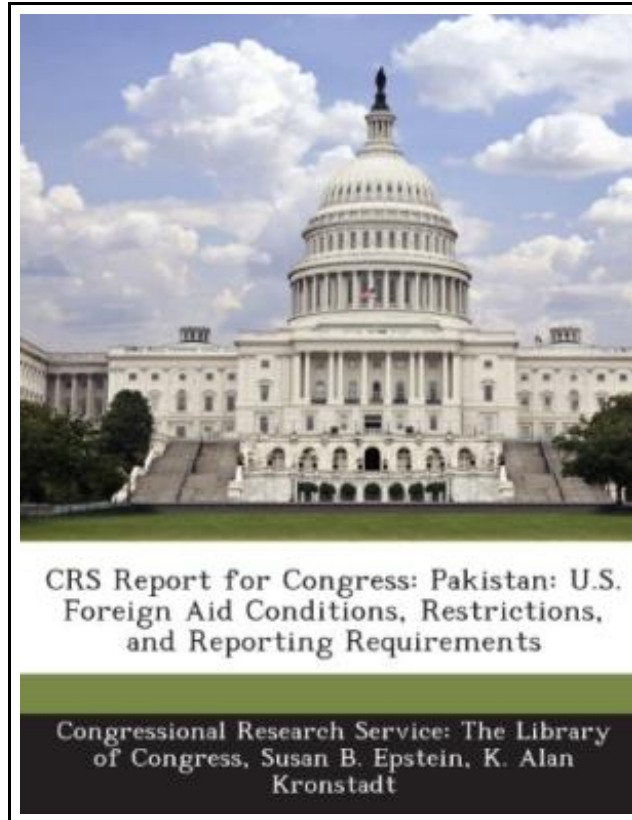 CRS Report for Congress: Pakistan: U.S.
Foreign Aid Conditions, Restrictions,
and Reporting Requirements
Congressional Research Service: The Library
of Congress, Susan B. Epstein, K. Alan
Kronstadt